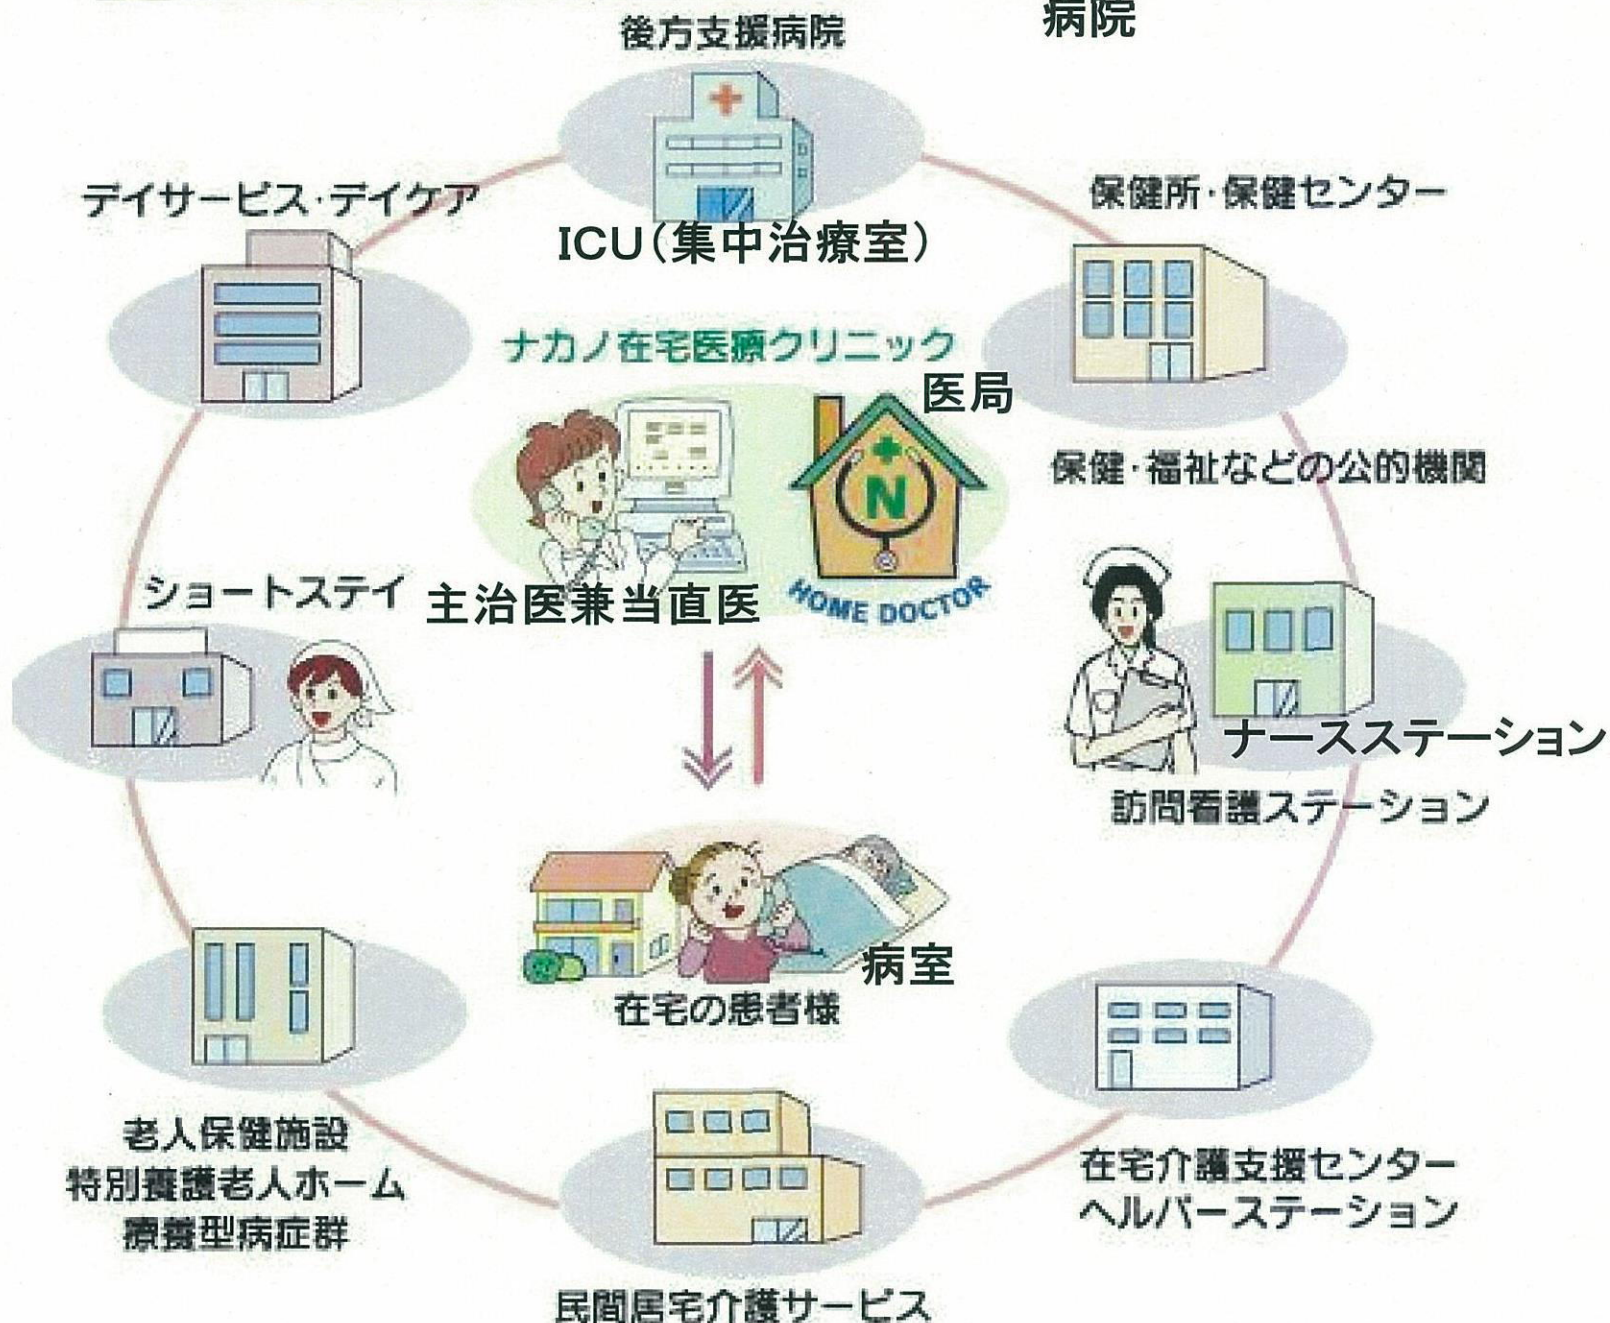 病院
後方支援病院
ICU(集中治療室)
デイサービス・デイケア
保健所・保健センター
ナカノ在宅医療クリニック
医局
N
HOME DOCTOR
主治医兼当直医
保健・福祉などの公的機関
ショートステイ
ナースステーション
訪問看護ステーション
病室
在宅の患者様
老人保健施設
特別養護老人ホーム
療養型病症群
在宅介護支援センター
ヘルパーステーション
民間居宅介護サービス